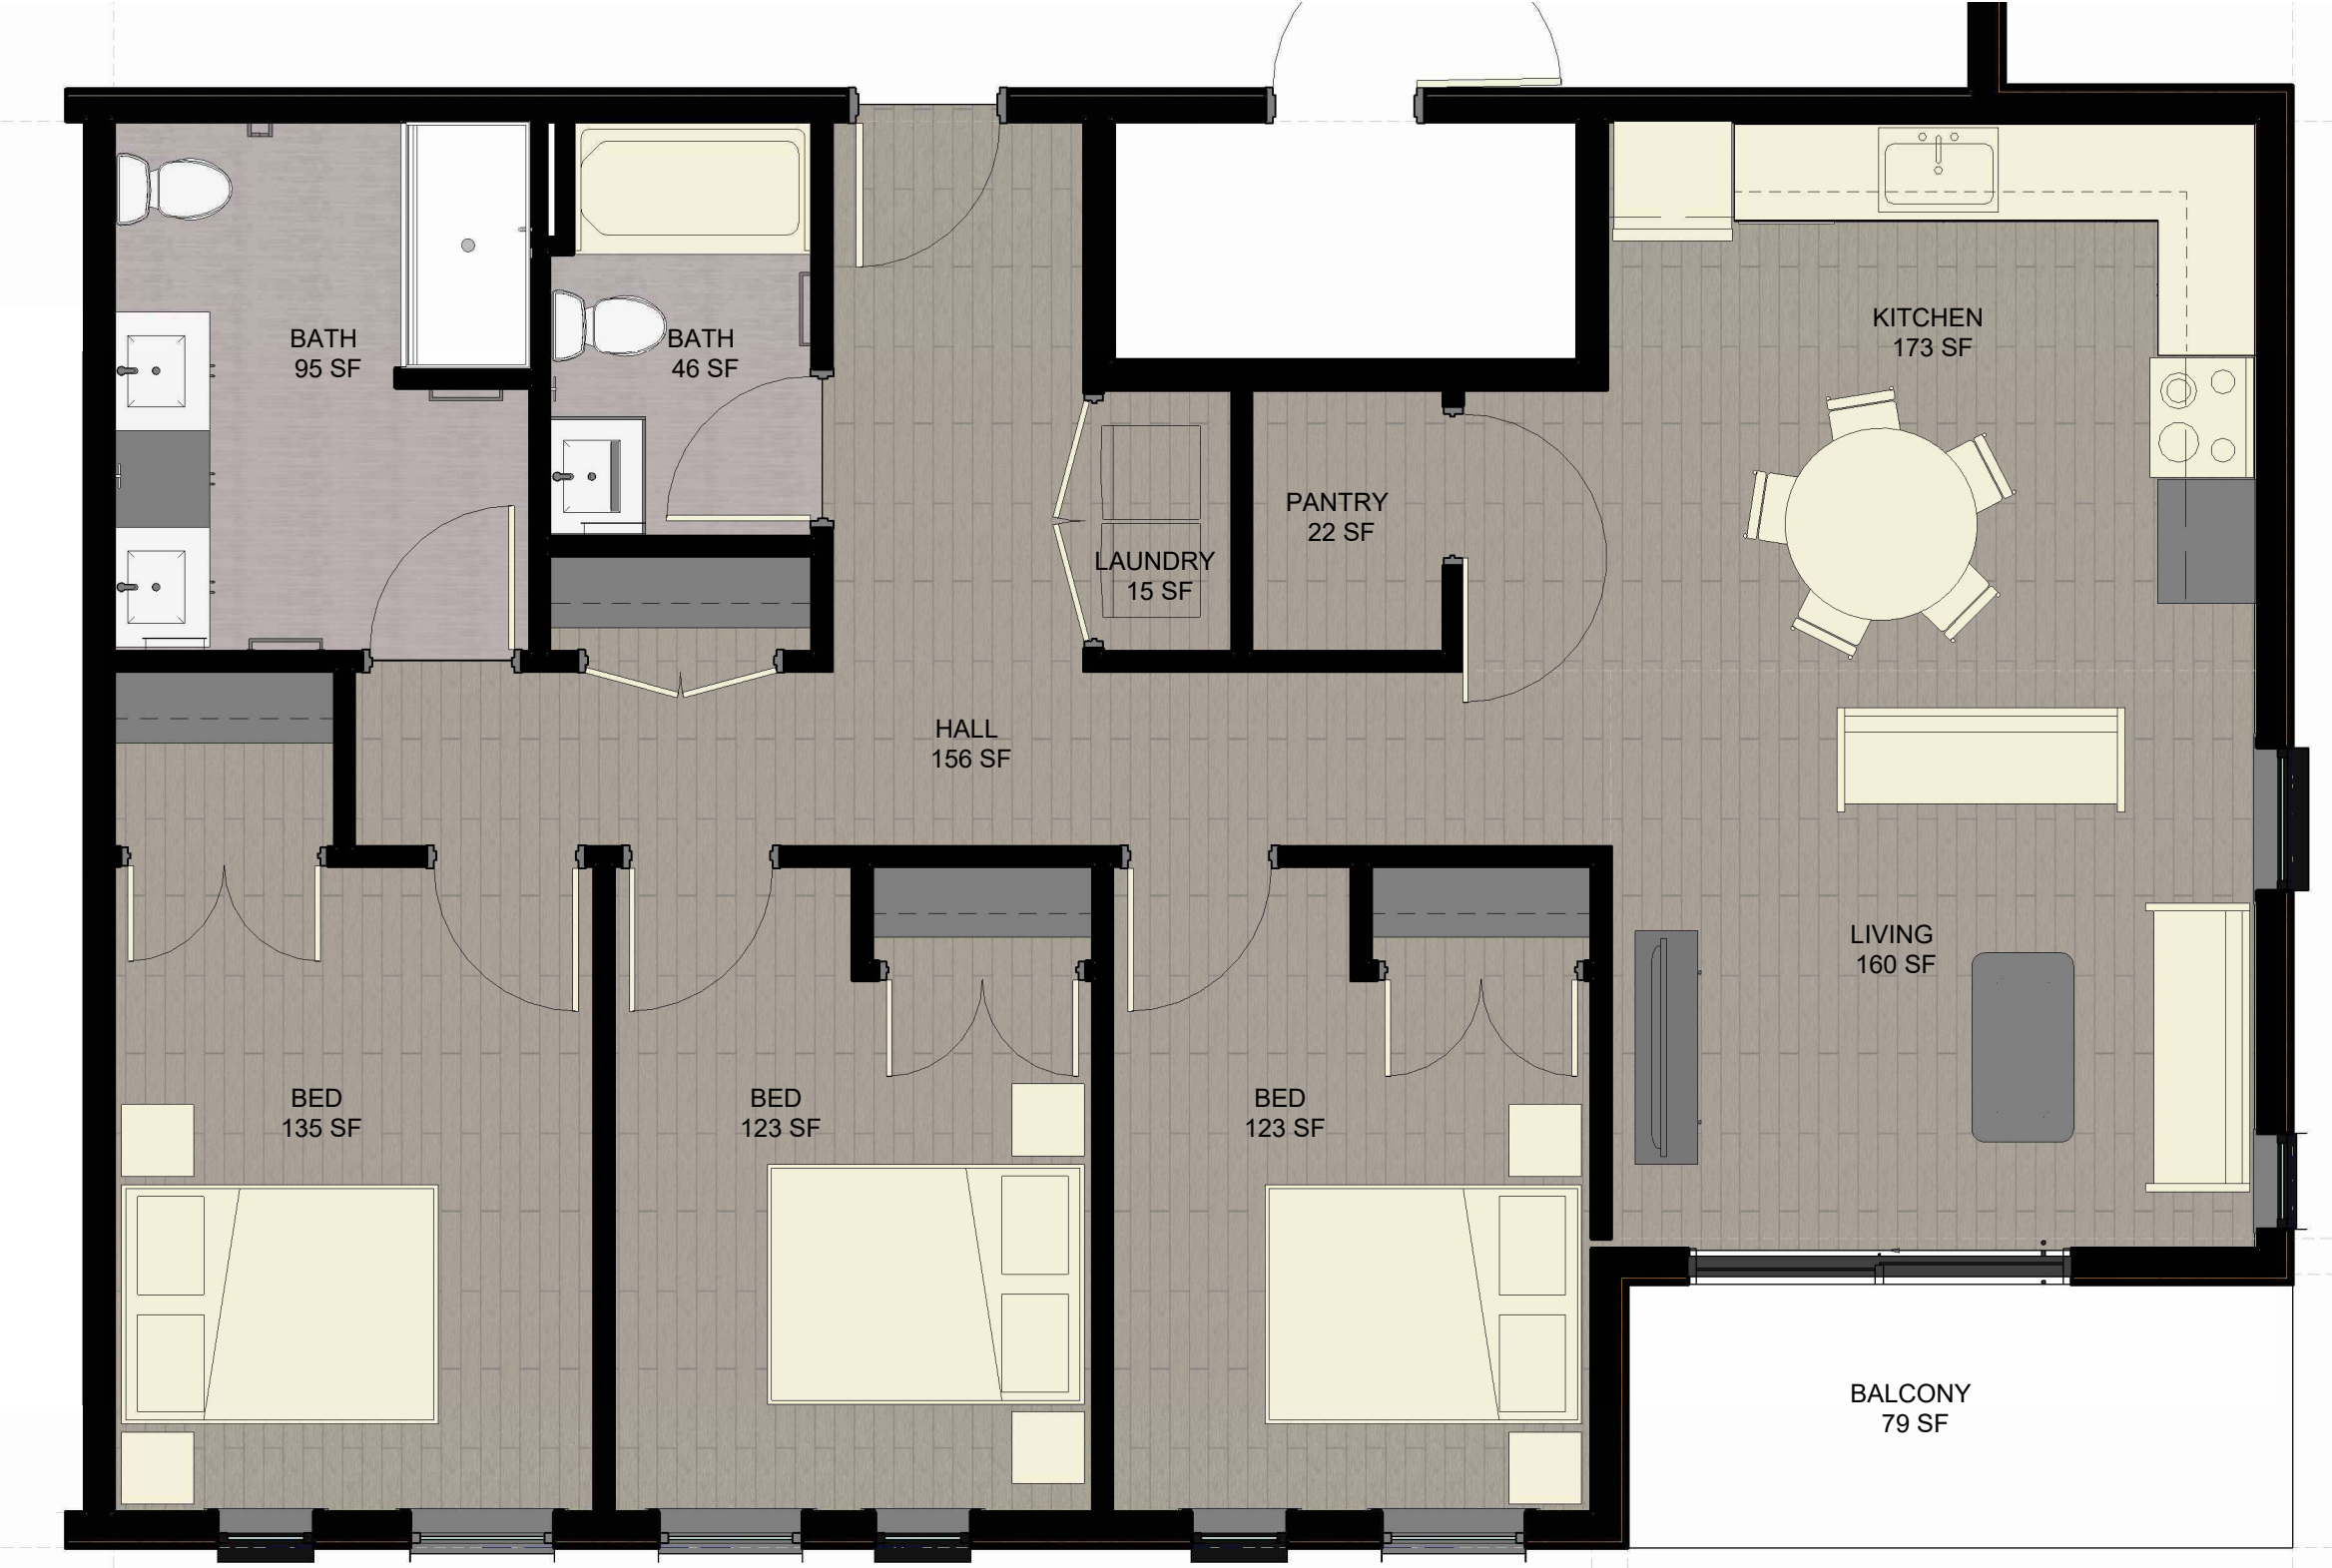 BATH
95 SF
BATH
46 SF
KITCHEN
173 SF
PANTRY
22 SF
LAUNDRY
15 SF
HALL
156 SF
LIVING
160 SF
BED
135 SF
BED
123 SF
BED
123 SF
BALCONY
79 SF